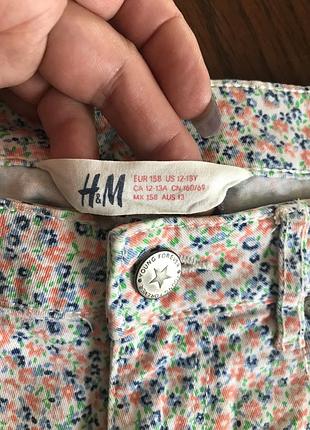 H&M
EUR 158 US 12-13Y
CA 12-13A CN 160/69
MX 158 AUS 13
YOUNG FOREVER